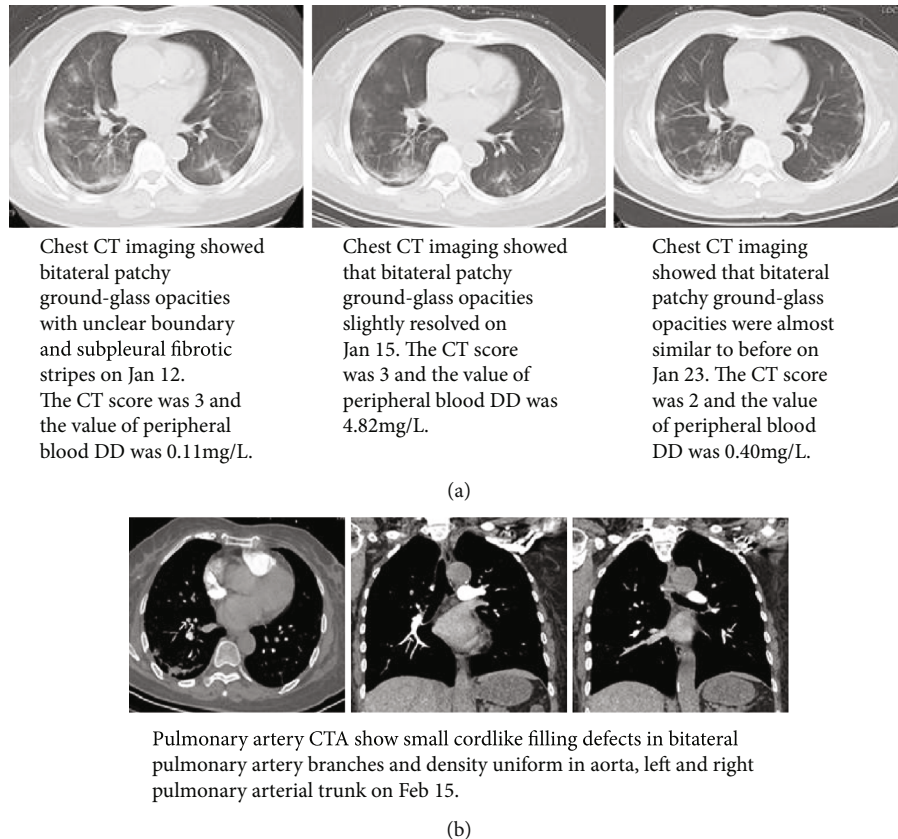 Chest CT imaging showed
bitateral patchy
ground-glass opacities
with unclear boundary
and subpleural fibrotic
stripes on Jan 12.
The CT score was 3 and
the value of peripheral
blood DD was 0.11mg/L.
Chest CT imaging showed
that bitateral patchy
ground-glass opacities
slightly resolved on
Jan 15. The CT score
was 3 and the value of
peripheral blood DD was
4.82mg/L.
Chest CT imaging
showed that bitateral
patchy ground-glass
opacities were almost
similar to before on
Jan 23. The CT score
was 2 and the value
of peripheral blood
DD was 0.40mg/L.
(a)
Pulmonary artery CTA show small cordlike filling defects in bitateral
pulmonary artery branches and density uniform in aorta, left and right
pulmonary arterial trunk on Feb 15.
(b)